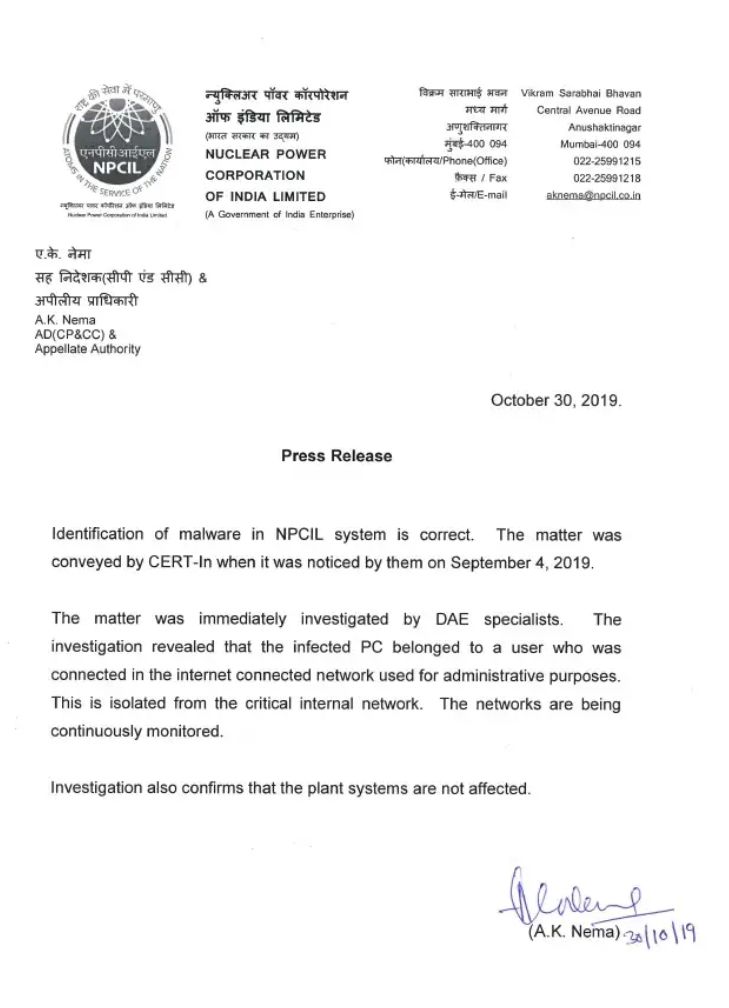 राष्ट्र की सेवा में परमाणु
एनपीसीआईएल
NPCIL
ATOMS IN THE SERVICE OF THE NATION
न्यूक्लियर पावर कॉर्पोरेशन ऑफ इंडिया लिमिटेड
Nuclear Power Corporation of India Limited
न्युक्लिअर पॉवर कॉरपोरेशन
ऑफ इंडिया लिमिटेड
(भारत सरकार का उद्यम)
NUCLEAR POWER
CORPORATION
OF INDIA LIMITED
(A Government of India Enterprise)
विक्रम साराभाई भवन Vikram Sarabhai Bhavan
मध्य मार्ग Central Avenue Road
अणुशक्तिनगर Anushaktinagar
मुंबई-400 094 Mumbai-400 094
फोन(कार्यालय/Phone(Office) 022-25991215
फ़ैक्स / Fax 022-25991218
ई-मेल/E-mail aknema@npcil.co.in
ए.के. नेमा
सह निदेशक(सीपी एंड सीसी) &
अपीलीय प्राधिकारी
A.K. Nema
AD(CP&CC) &
Appellate Authority
October 30, 2019.
Press Release
Identification of malware in NPCIL system is correct. The matter was
conveyed by CERT-In when it was noticed by them on September 4, 2019.
The matter was immediately investigated by DAE specialists. The
investigation revealed that the infected PC belonged to a user who was
connected in the internet connected network used for administrative purposes.
This is isolated from the critical internal network. The networks are being
continuously monitored.
Investigation also confirms that the plant systems are not affected.
(A.K. Nema) 30/10/19